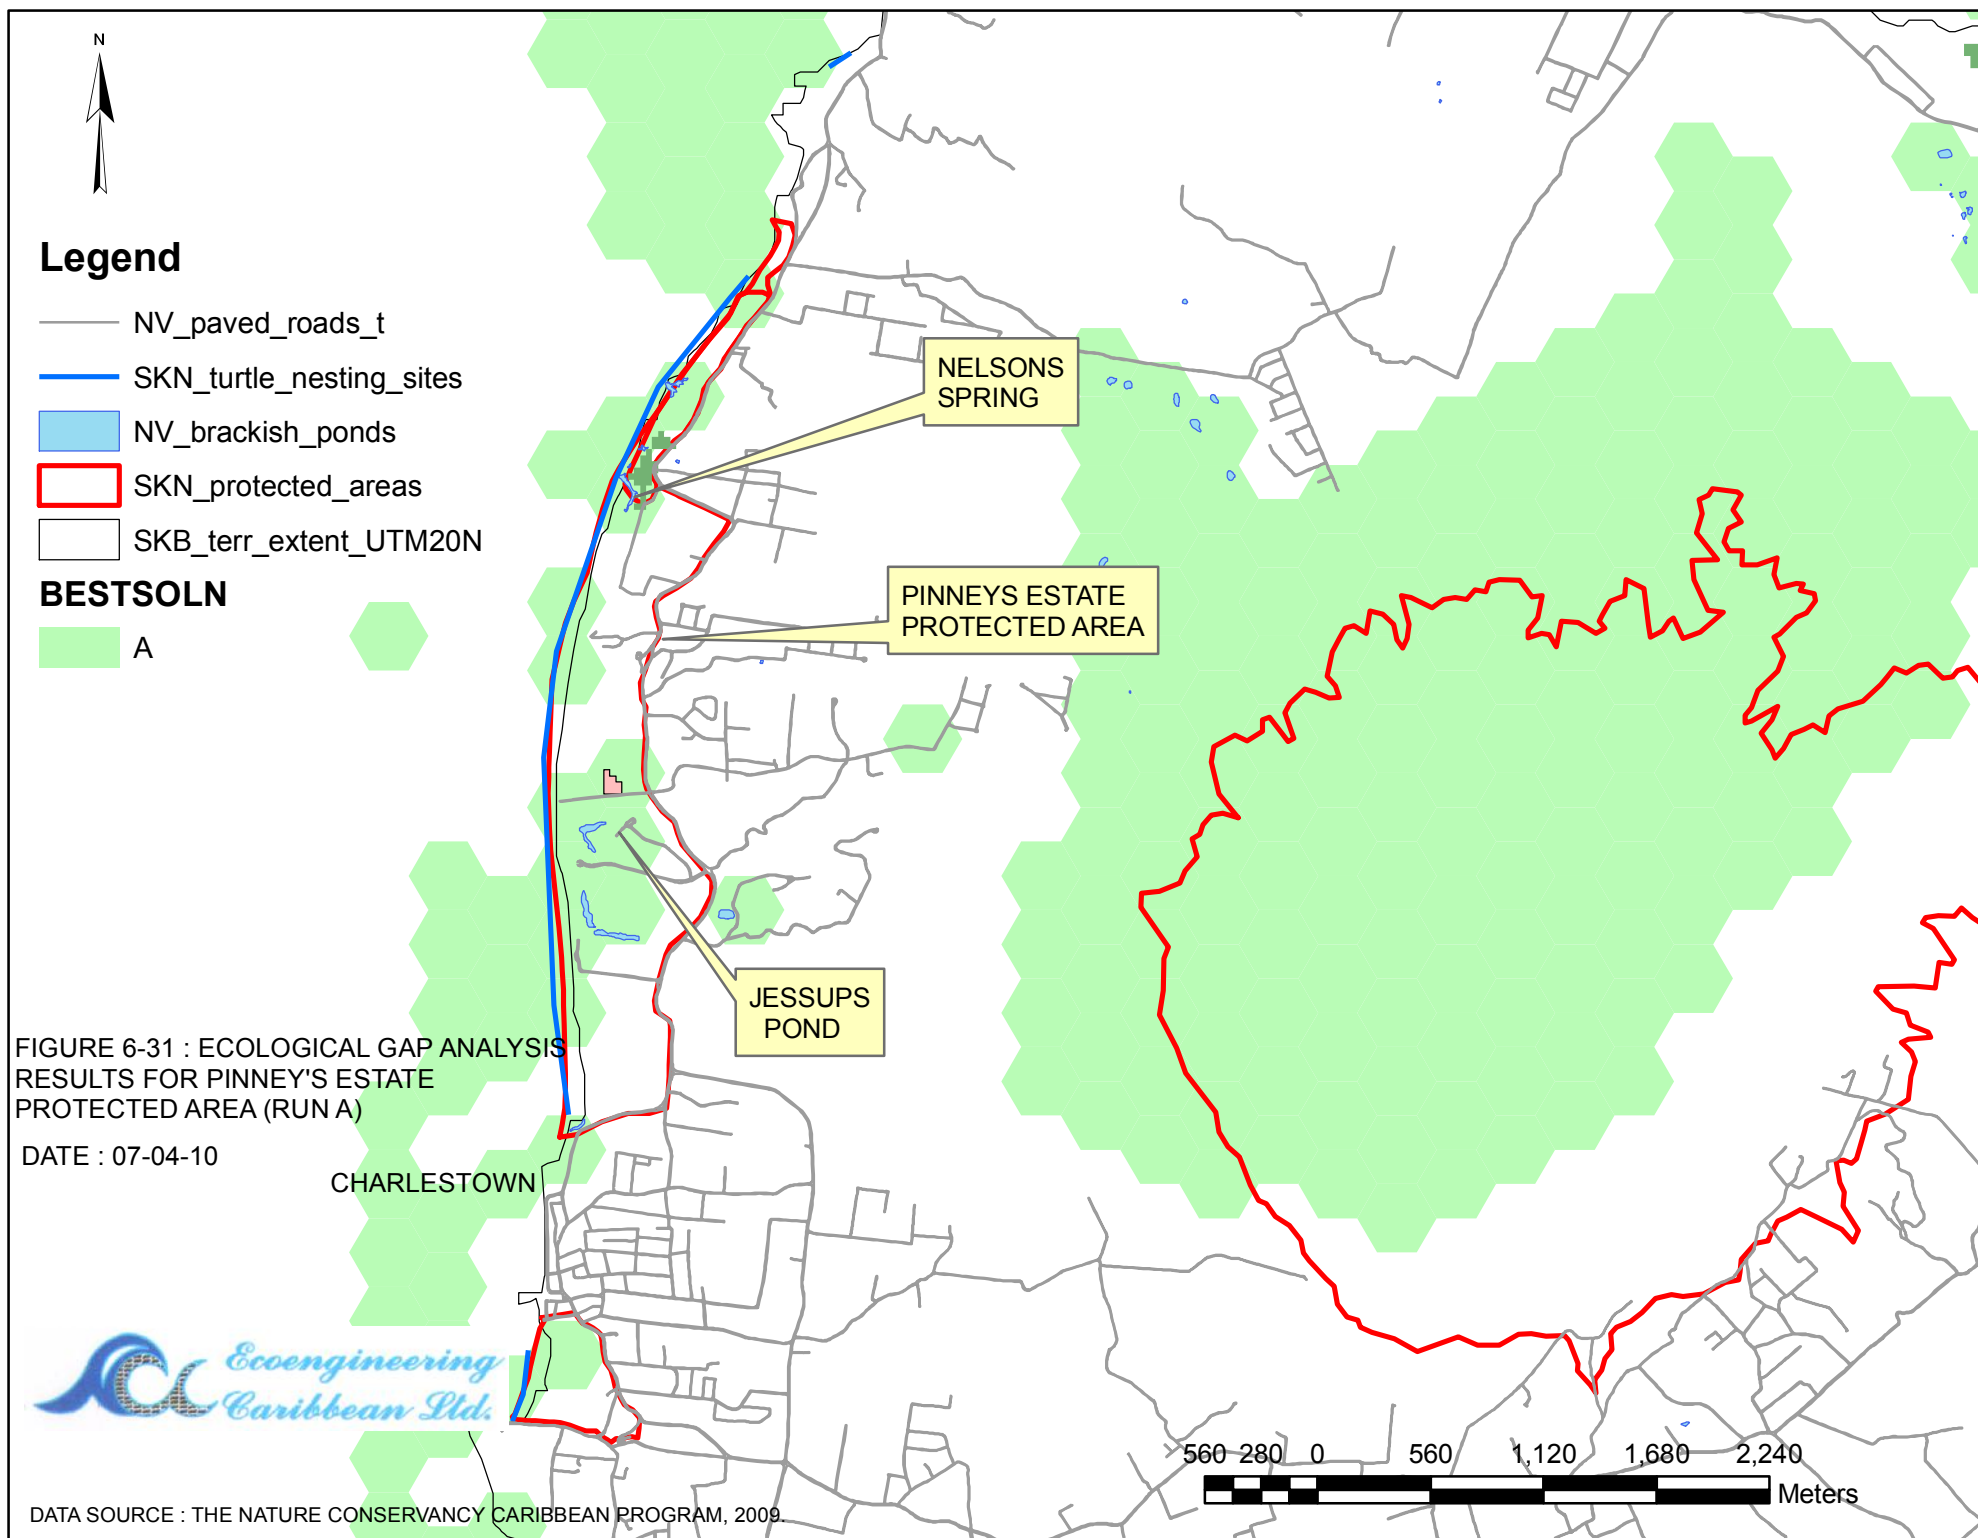 N
Legend
NV_paved_roads_t
SKN_turtle_nesting_sites
NV_brackish_ponds
SKN_protected_areas
SKB_terr_extent_UTM20N
BESTSOLN
A
NELSONS
SPRING
PINNEYS ESTATE
PROTECTED AREA
JESSUPS
POND
FIGURE 6-31 : ECOLOGICAL GAP ANALYSIS
RESULTS FOR PINNEY'S ESTATE
PROTECTED AREA (RUN A)
DATE : 07-04-10
CHARLESTOWN
Ecoengineering
Caribbean Ltd.
560 280 0 560 1,120 1,680 2,240
Meters
DATA SOURCE : THE NATURE CONSERVANCY CARIBBEAN PROGRAM, 2009.